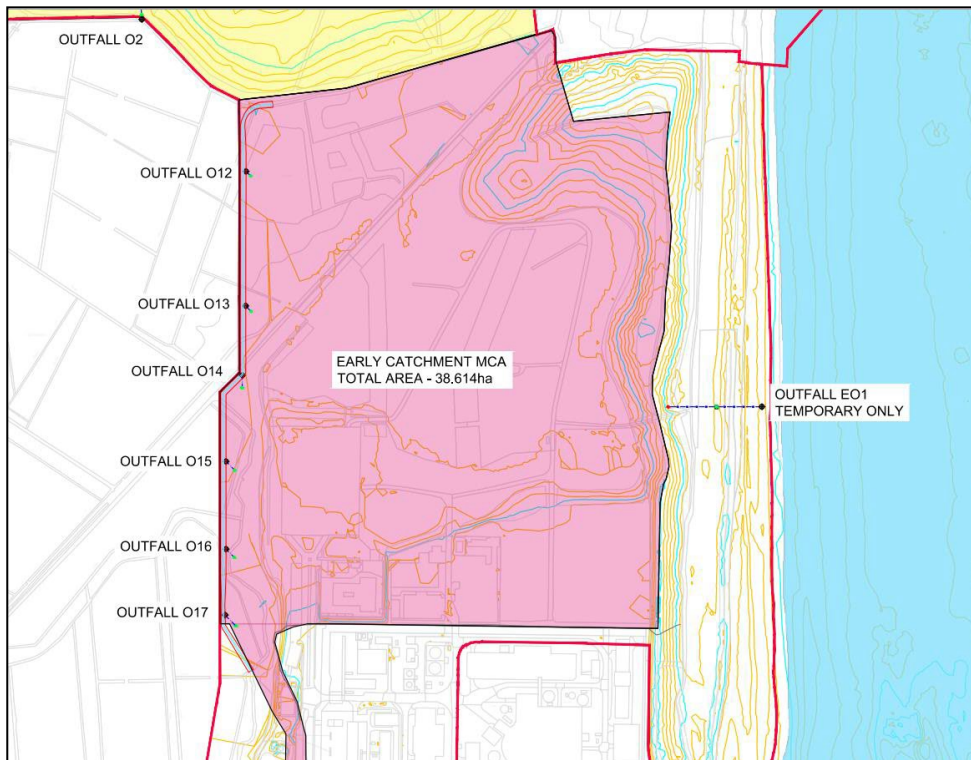 OUTFALL O2
OUTFALL O12
OUTFALL O13
EARLY CATCHMENT MCA
TOTAL AREA - 38.614ha
OUTFALL O14
OUTFALL EO1
TEMPORARY ONLY
OUTFALL O15
OUTFALL O16
OUTFALL O17